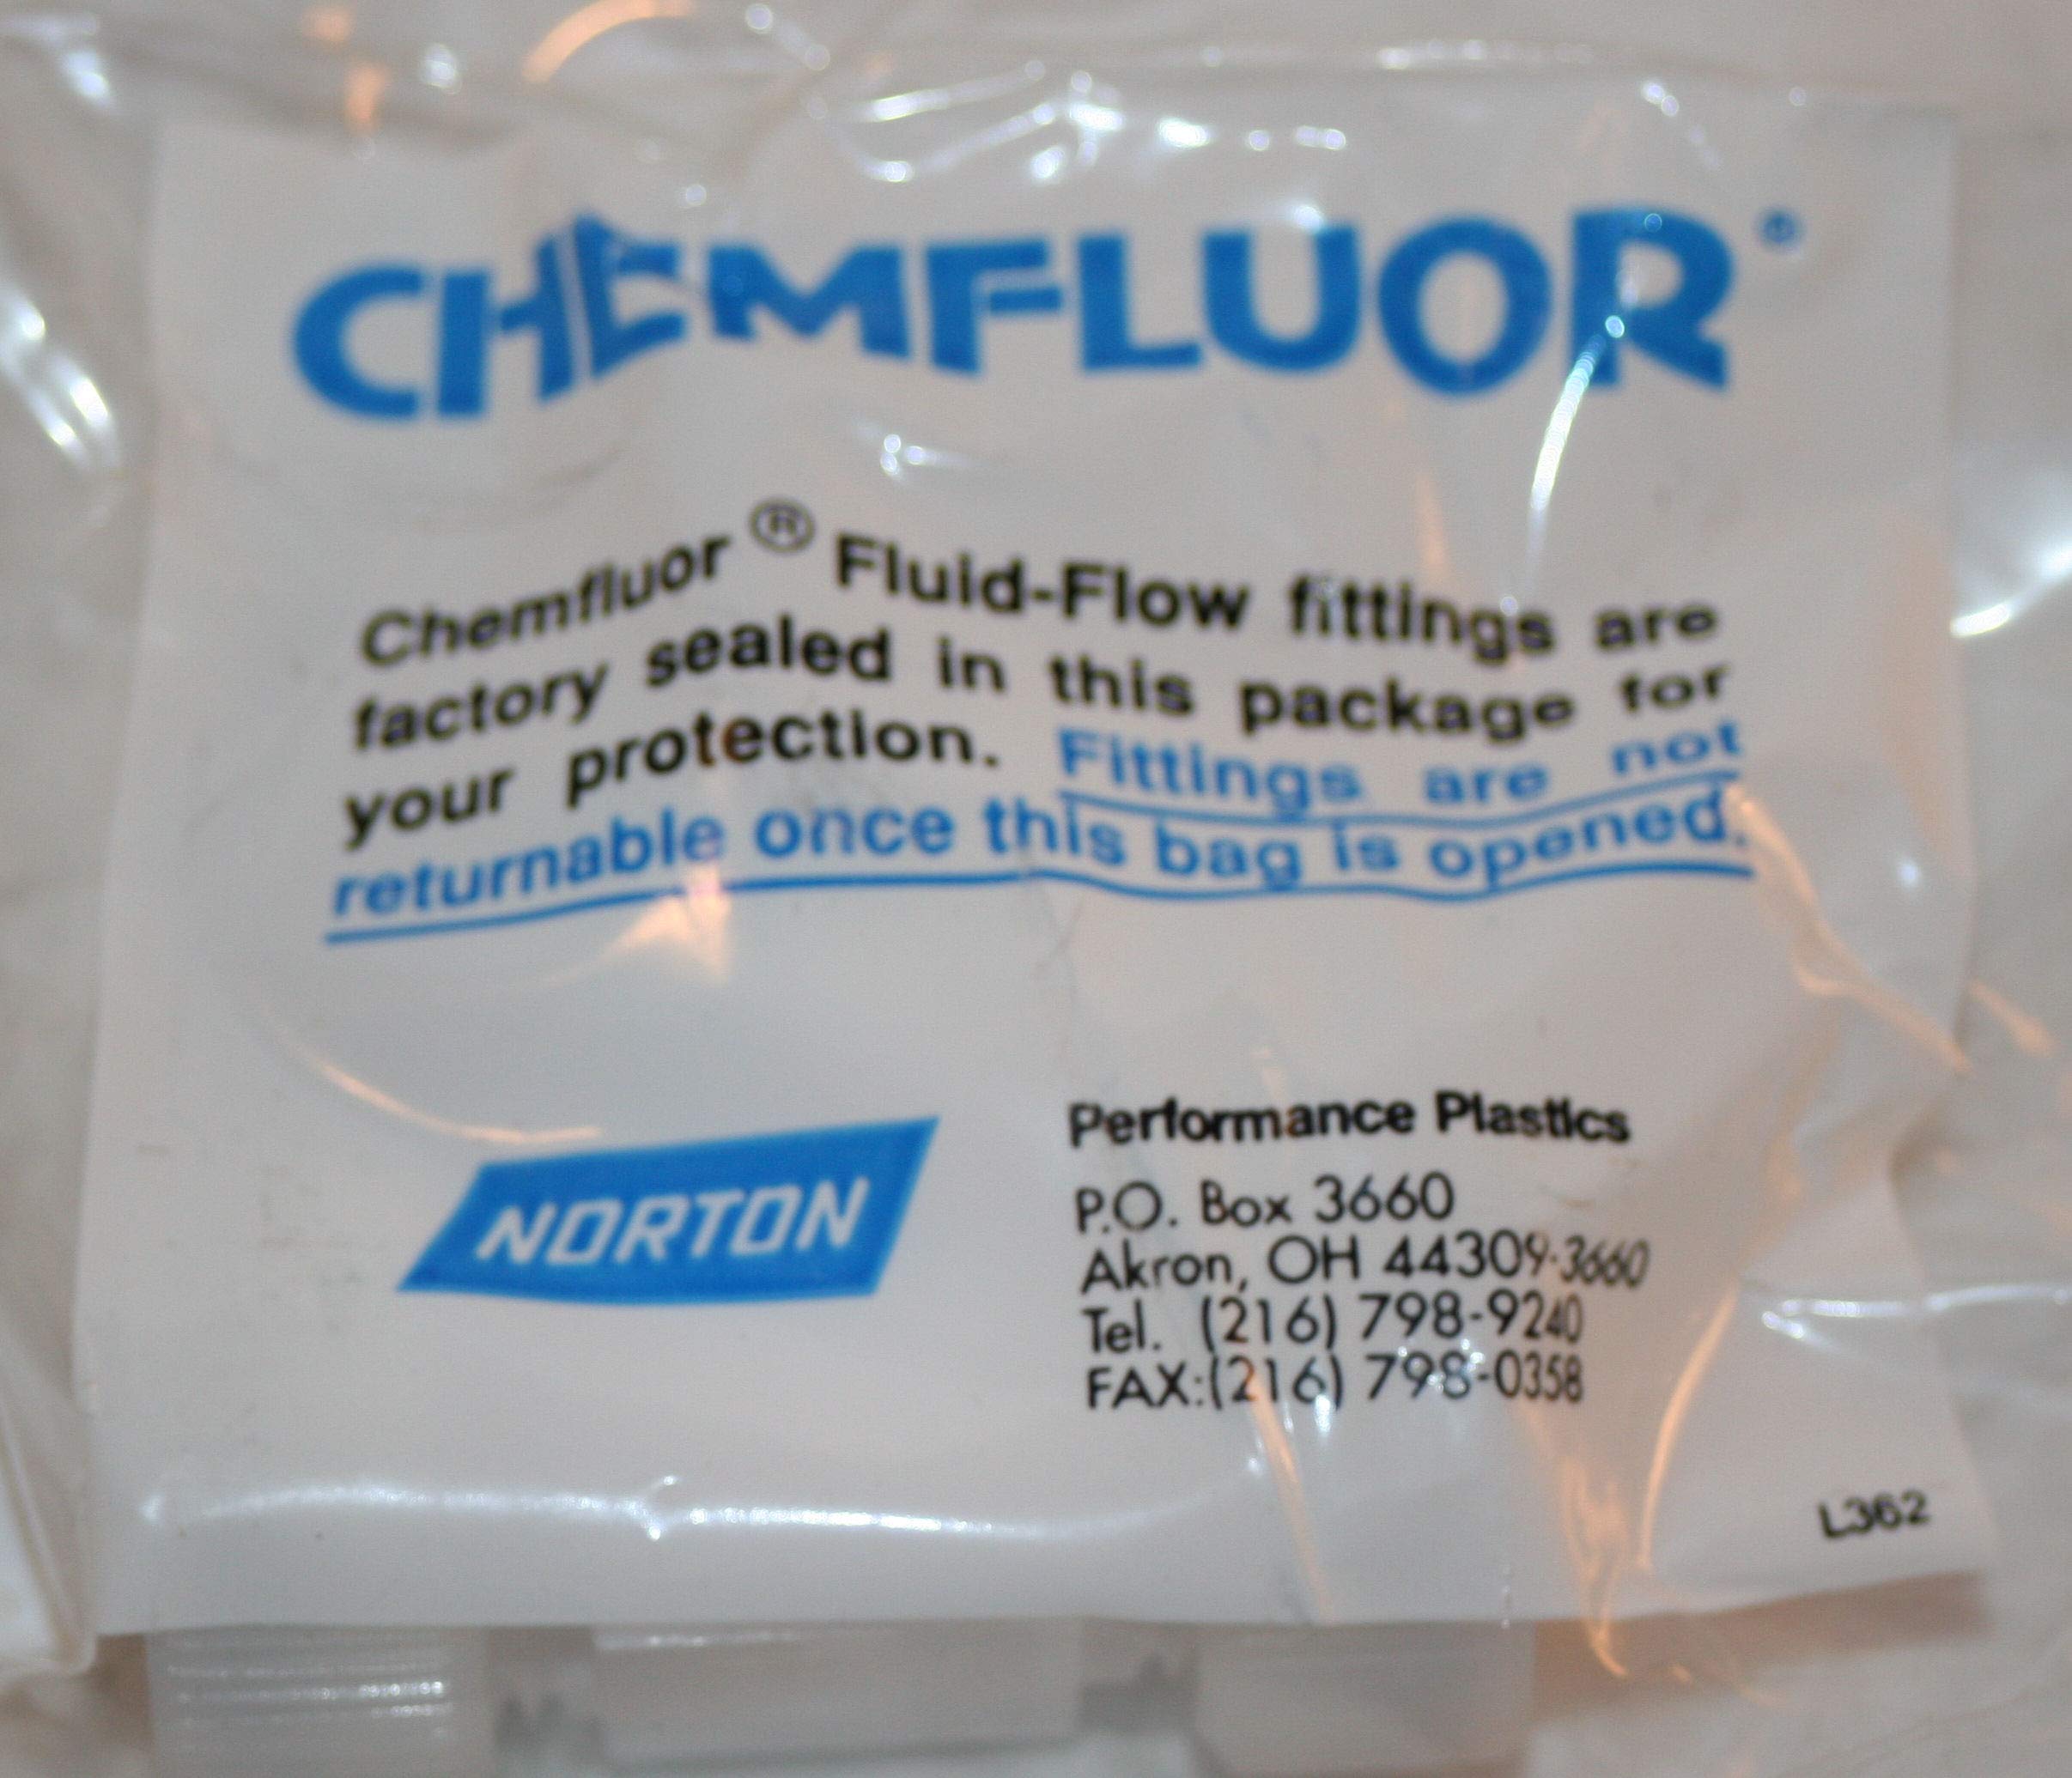 CHEMFLUOR®
Chemfluor® Fluid-Flow fittings are
factory sealed in this package for
your protection. Fittings are not
returnable once this bag is opened.
NORTON
Performance Plastics
P.O. Box 3660
Akron, OH 44309-3660
Tel. (216) 798-9240
FAX:(216) 798-0358
L362